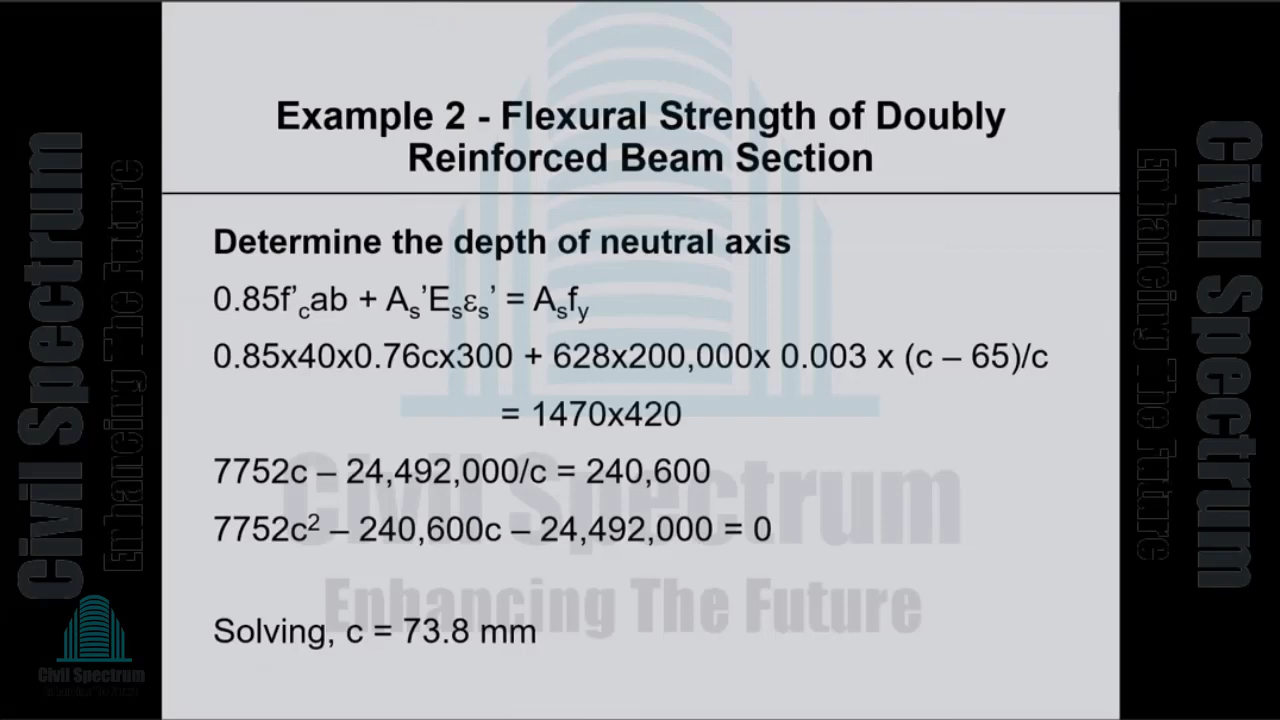 Example 2 - Flexural Strength of Doubly
Reinforced Beam Section
Determine the depth of neutral axis
0.85f’cab + As’Esεs’ = Asfy
0.85x40x0.76cx300 + 628x200,000x 0.003 x (c – 65)/c
= 1470x420
7752c – 24,492,000/c = 240,600
7752c² – 240,600c – 24,492,000 = 0
Solving, c = 73.8 mm
Civil Spectrum
Enhancing The Future
Civil Spectrum
Enhancing The Future
Civil Spectrum
Enhancing The Future
Civil Spectrum